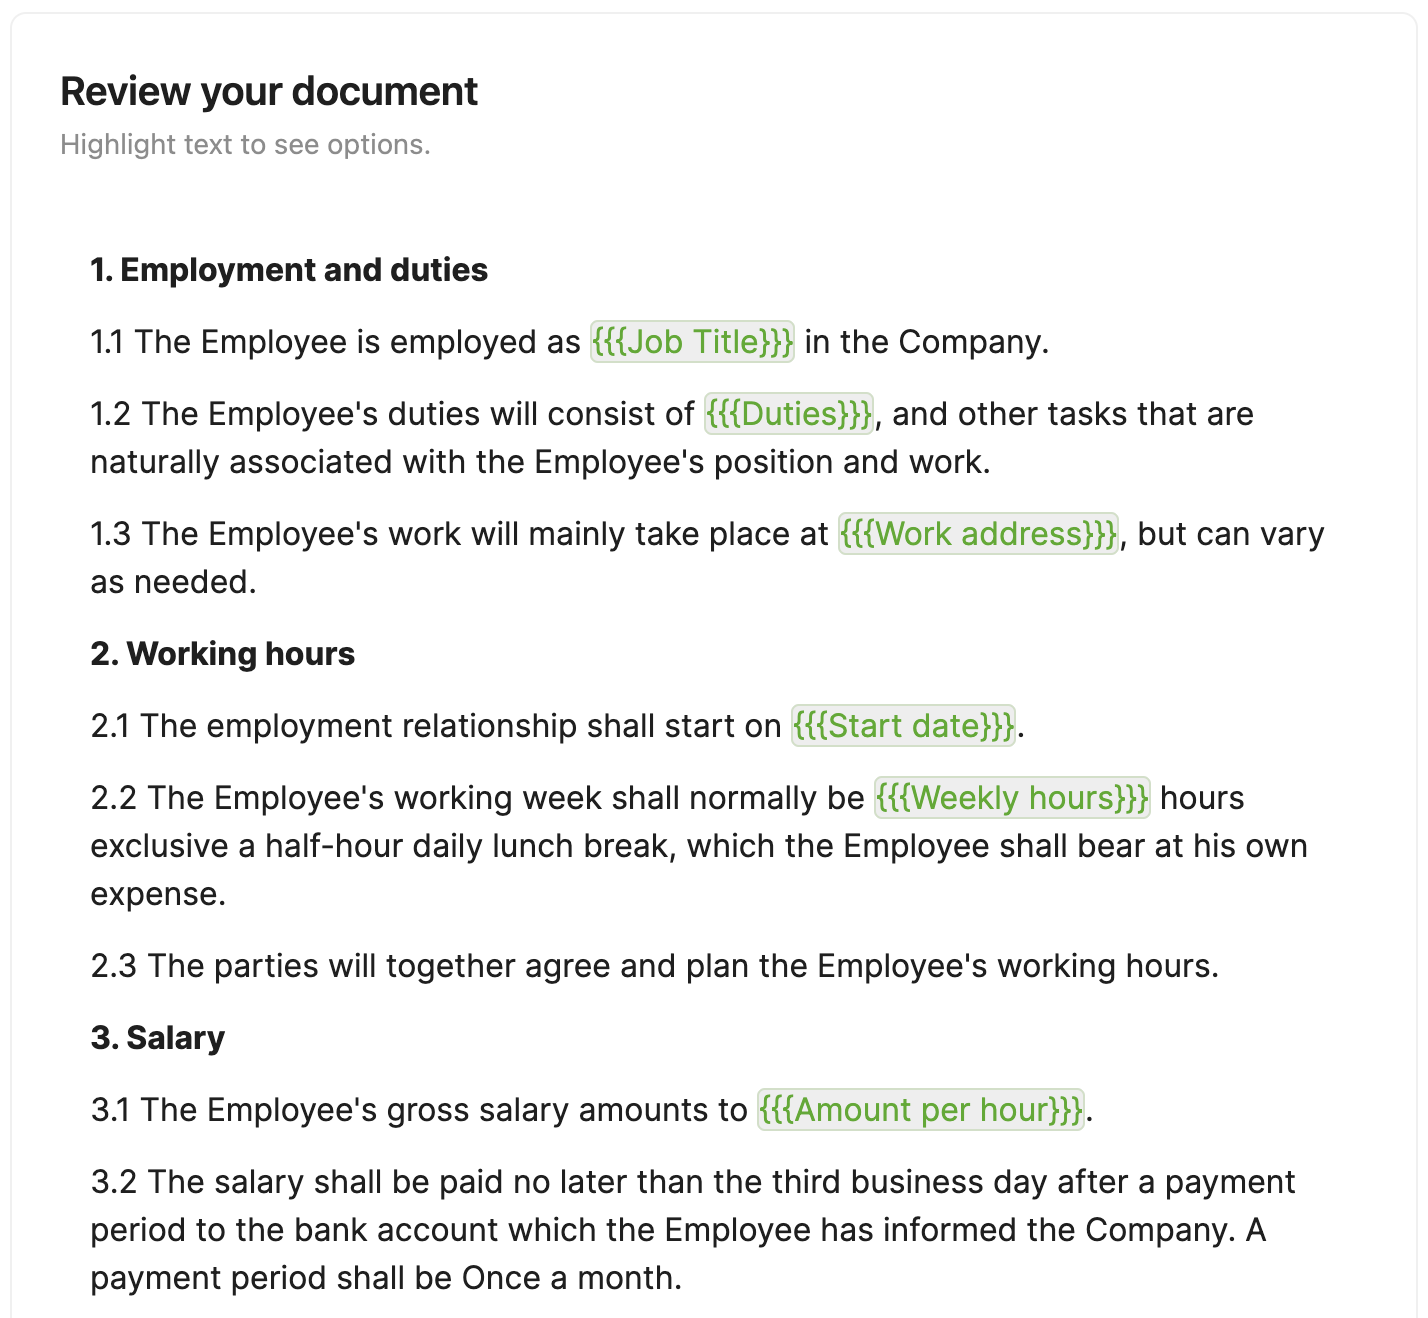 Review your document
Highlight text to see options.
1. Employment and duties
1.1 The Employee is employed as {{{Job Title}}} in the Company.
1.2 The Employee's duties will consist of {{{Duties}}}, and other tasks that are
naturally associated with the Employee's position and work.
1.3 The Employee's work will mainly take place at {{{Work address}}}, but can vary
as needed.
2. Working hours
2.1 The employment relationship shall start on {{{Start date}}}.
2.2 The Employee's working week shall normally be {{{Weekly hours}}} hours
exclusive a half-hour daily lunch break, which the Employee shall bear at his own
expense.
2.3 The parties will together agree and plan the Employee's working hours.
3. Salary
3.1 The Employee's gross salary amounts to {{{Amount per hour}}}.
3.2 The salary shall be paid no later than the third business day after a payment
period to the bank account which the Employee has informed the Company. A
payment period shall be Once a month.